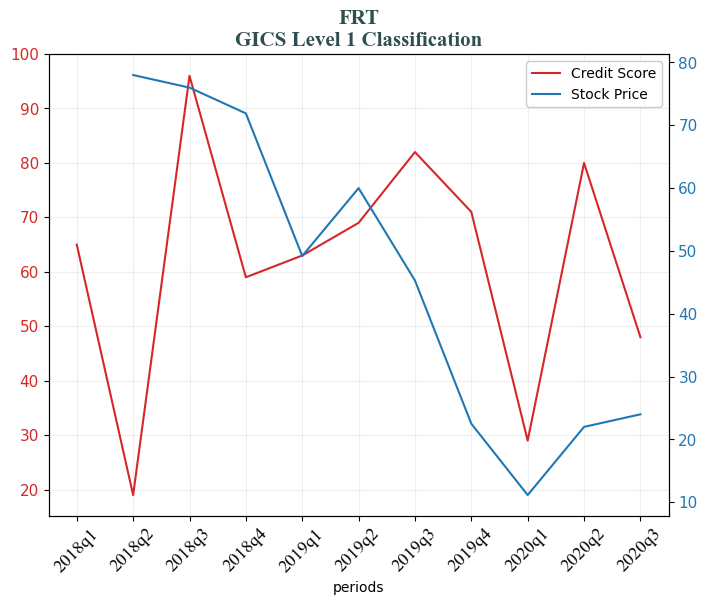 FRT
GICS Level 1 Classification
Credit Score
Stock Price
100
90
80
70
60
50
40
30
20
80
70
60
50
40
30
20
10
2018q1
2018q2
2018q3
2018q4
2019q1
2019q2
2019q3
2019q4
2020q1
2020q2
2020q3
periods